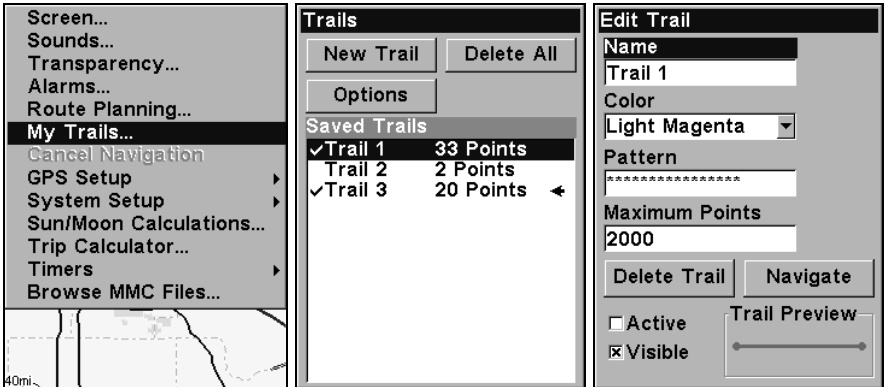 Screen...
Sounds...
Transparency...
Alarms...
Route Planning...
My Trails...
Cancel Navigation
GPS Setup
System Setup
Sun/Moon Calculations...
Trip Calculator...
Timers
Browse MMC Files...
40mi
Trails
New Trail Delete All
Options
Saved Trails
Trail 1 33 Points
Trail 2 2 Points
Trail 3 20 Points
Edit Trail
Name
Trail 1
Color
Light Magenta
Pattern
****************
Maximum Points
2000
Delete Trail Navigate
Active
Visible
Trail Preview